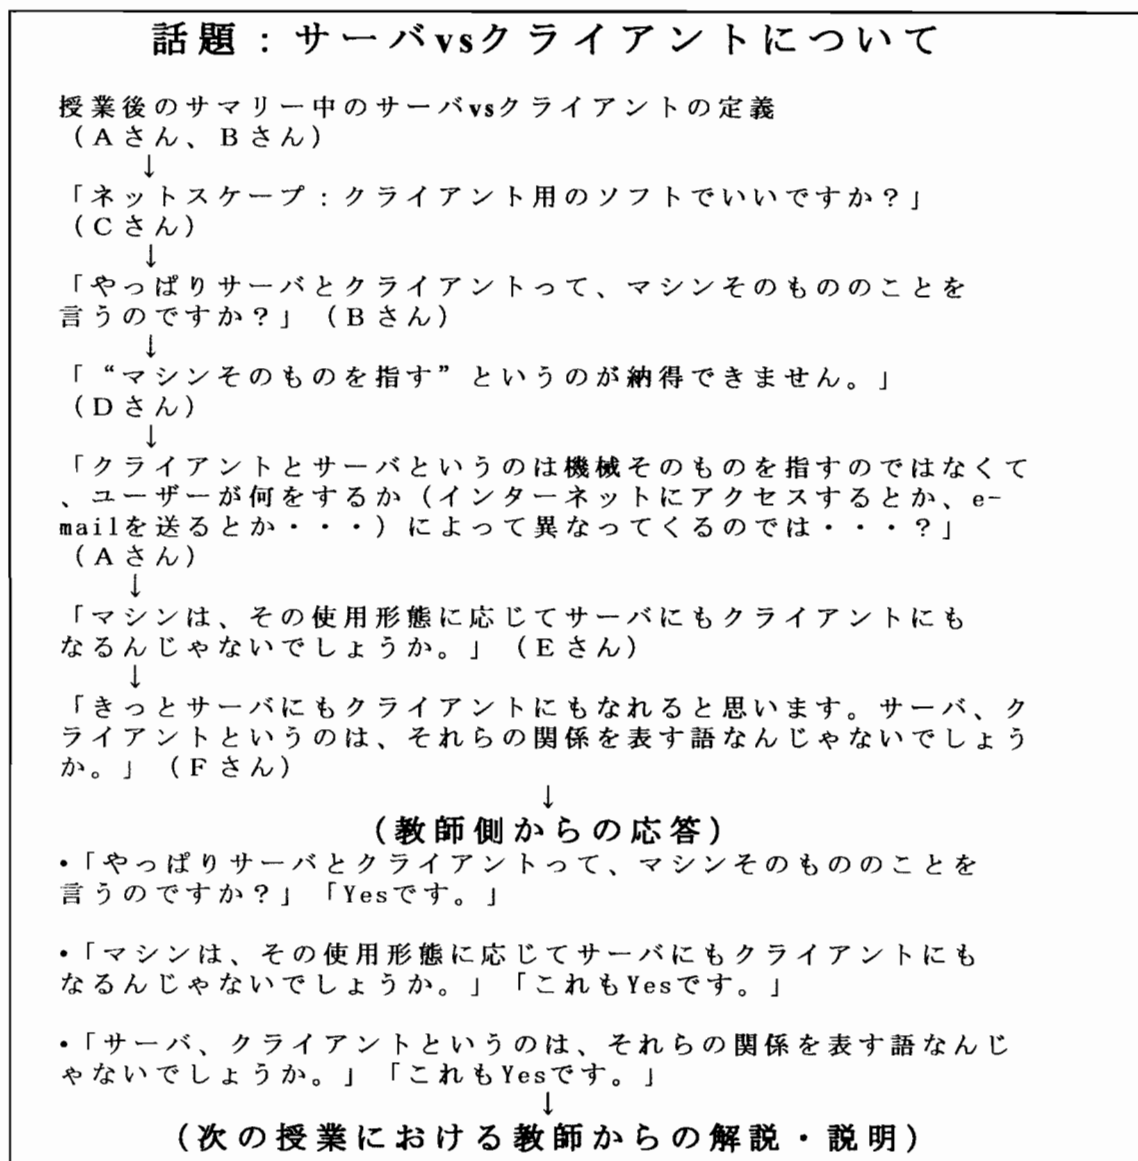 話題：サーバvsクライアントについて
授業後のサマリー中のサーバvsクライアントの定義
（Aさん、Bさん）
↓
「ネットスケープ：クライアント用のソフトでいいですか？」
（Cさん）
↓
「やっぱりサーバとクライアントって、マシンそのもののことを
言うのですか？」（Bさん）
↓
「“マシンそのものを指す”というのが納得できません。」
（Dさん）
↓
「クライアントとサーバというのは機械そのものを指すのではなくて
、ユーザーが何をするか（インターネットにアクセスするとか、e-
mailを送るとか・・・）によって異なってくるのでは・・・？」
（Aさん）
↓
「マシンは、その使用形態に応じてサーバにもクライアントにも
なるんじゃないでしょうか。」（Eさん）
↓
「きっとサーバにもクライアントにもなれると思います。サーバ、ク
ライアントというのは、それらの関係を表す語なんじゃないでしょう
か。」（Fさん）
↓
（教師側からの応答）
・「やっぱりサーバとクライアントって、マシンそのもののことを
言うのですか？」「Yesです。」
・「マシンは、その使用形態に応じてサーバにもクライアントにも
なるんじゃないでしょうか。」「これもYesです。」
・「サーバ、クライアントというのは、それらの関係を表す語なんじ
ゃないでしょうか。」「これもYesです。」
↓
（次の授業における教師からの解説・説明）